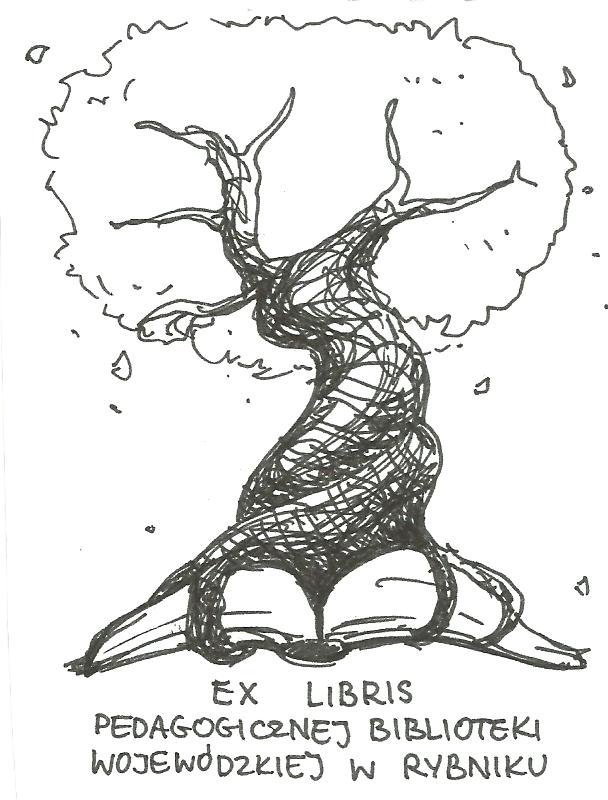 EX LIBRIS
PEDAGOGICZNEJ BIBLIOTEKI
WOJEWÓDZKIEJ W RYBNIKU